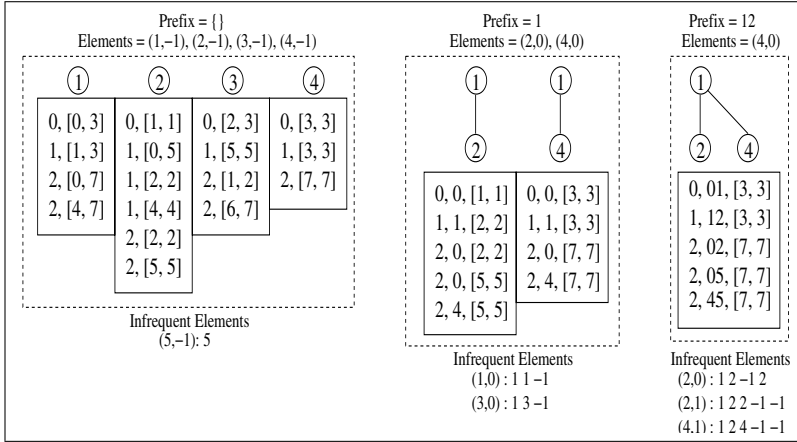 Prefix = {}
Elements = (1,−1), (2,−1), (3,−1), (4,−1)
1 2 3 4
0, [0, 3]
1, [1, 3]
2, [0, 7]
2, [4, 7]
0, [1, 1]
1, [0, 5]
1, [2, 2]
1, [4, 4]
2, [2, 2]
2, [5, 5]
0, [2, 3]
1, [5, 5]
2, [1, 2]
2, [6, 7]
0, [3, 3]
1, [3, 3]
2, [7, 7]
Infrequent Elements
(5,−1): 5
Prefix = 1
Elements = (2,0), (4,0)
1 1
2 4
0, 0, [1, 1]
1, 1, [2, 2]
2, 0, [2, 2]
2, 0, [5, 5]
2, 4, [5, 5]
0, 0, [3, 3]
1, 1, [3, 3]
2, 0, [7, 7]
2, 4, [7, 7]
Infrequent Elements
(1,0) : 1 1 −1
(3,0) : 1 3 −1
Prefix = 12
Elements = (4,0)
1
2 4
0, 01, [3, 3]
1, 12, [3, 3]
2, 02, [7, 7]
2, 05, [7, 7]
2, 45, [7, 7]
Infrequent Elements
(2,0) : 1 2 −1 2
(2,1) : 1 2 2 −1 −1
(4,1) : 1 2 4 −1 −1